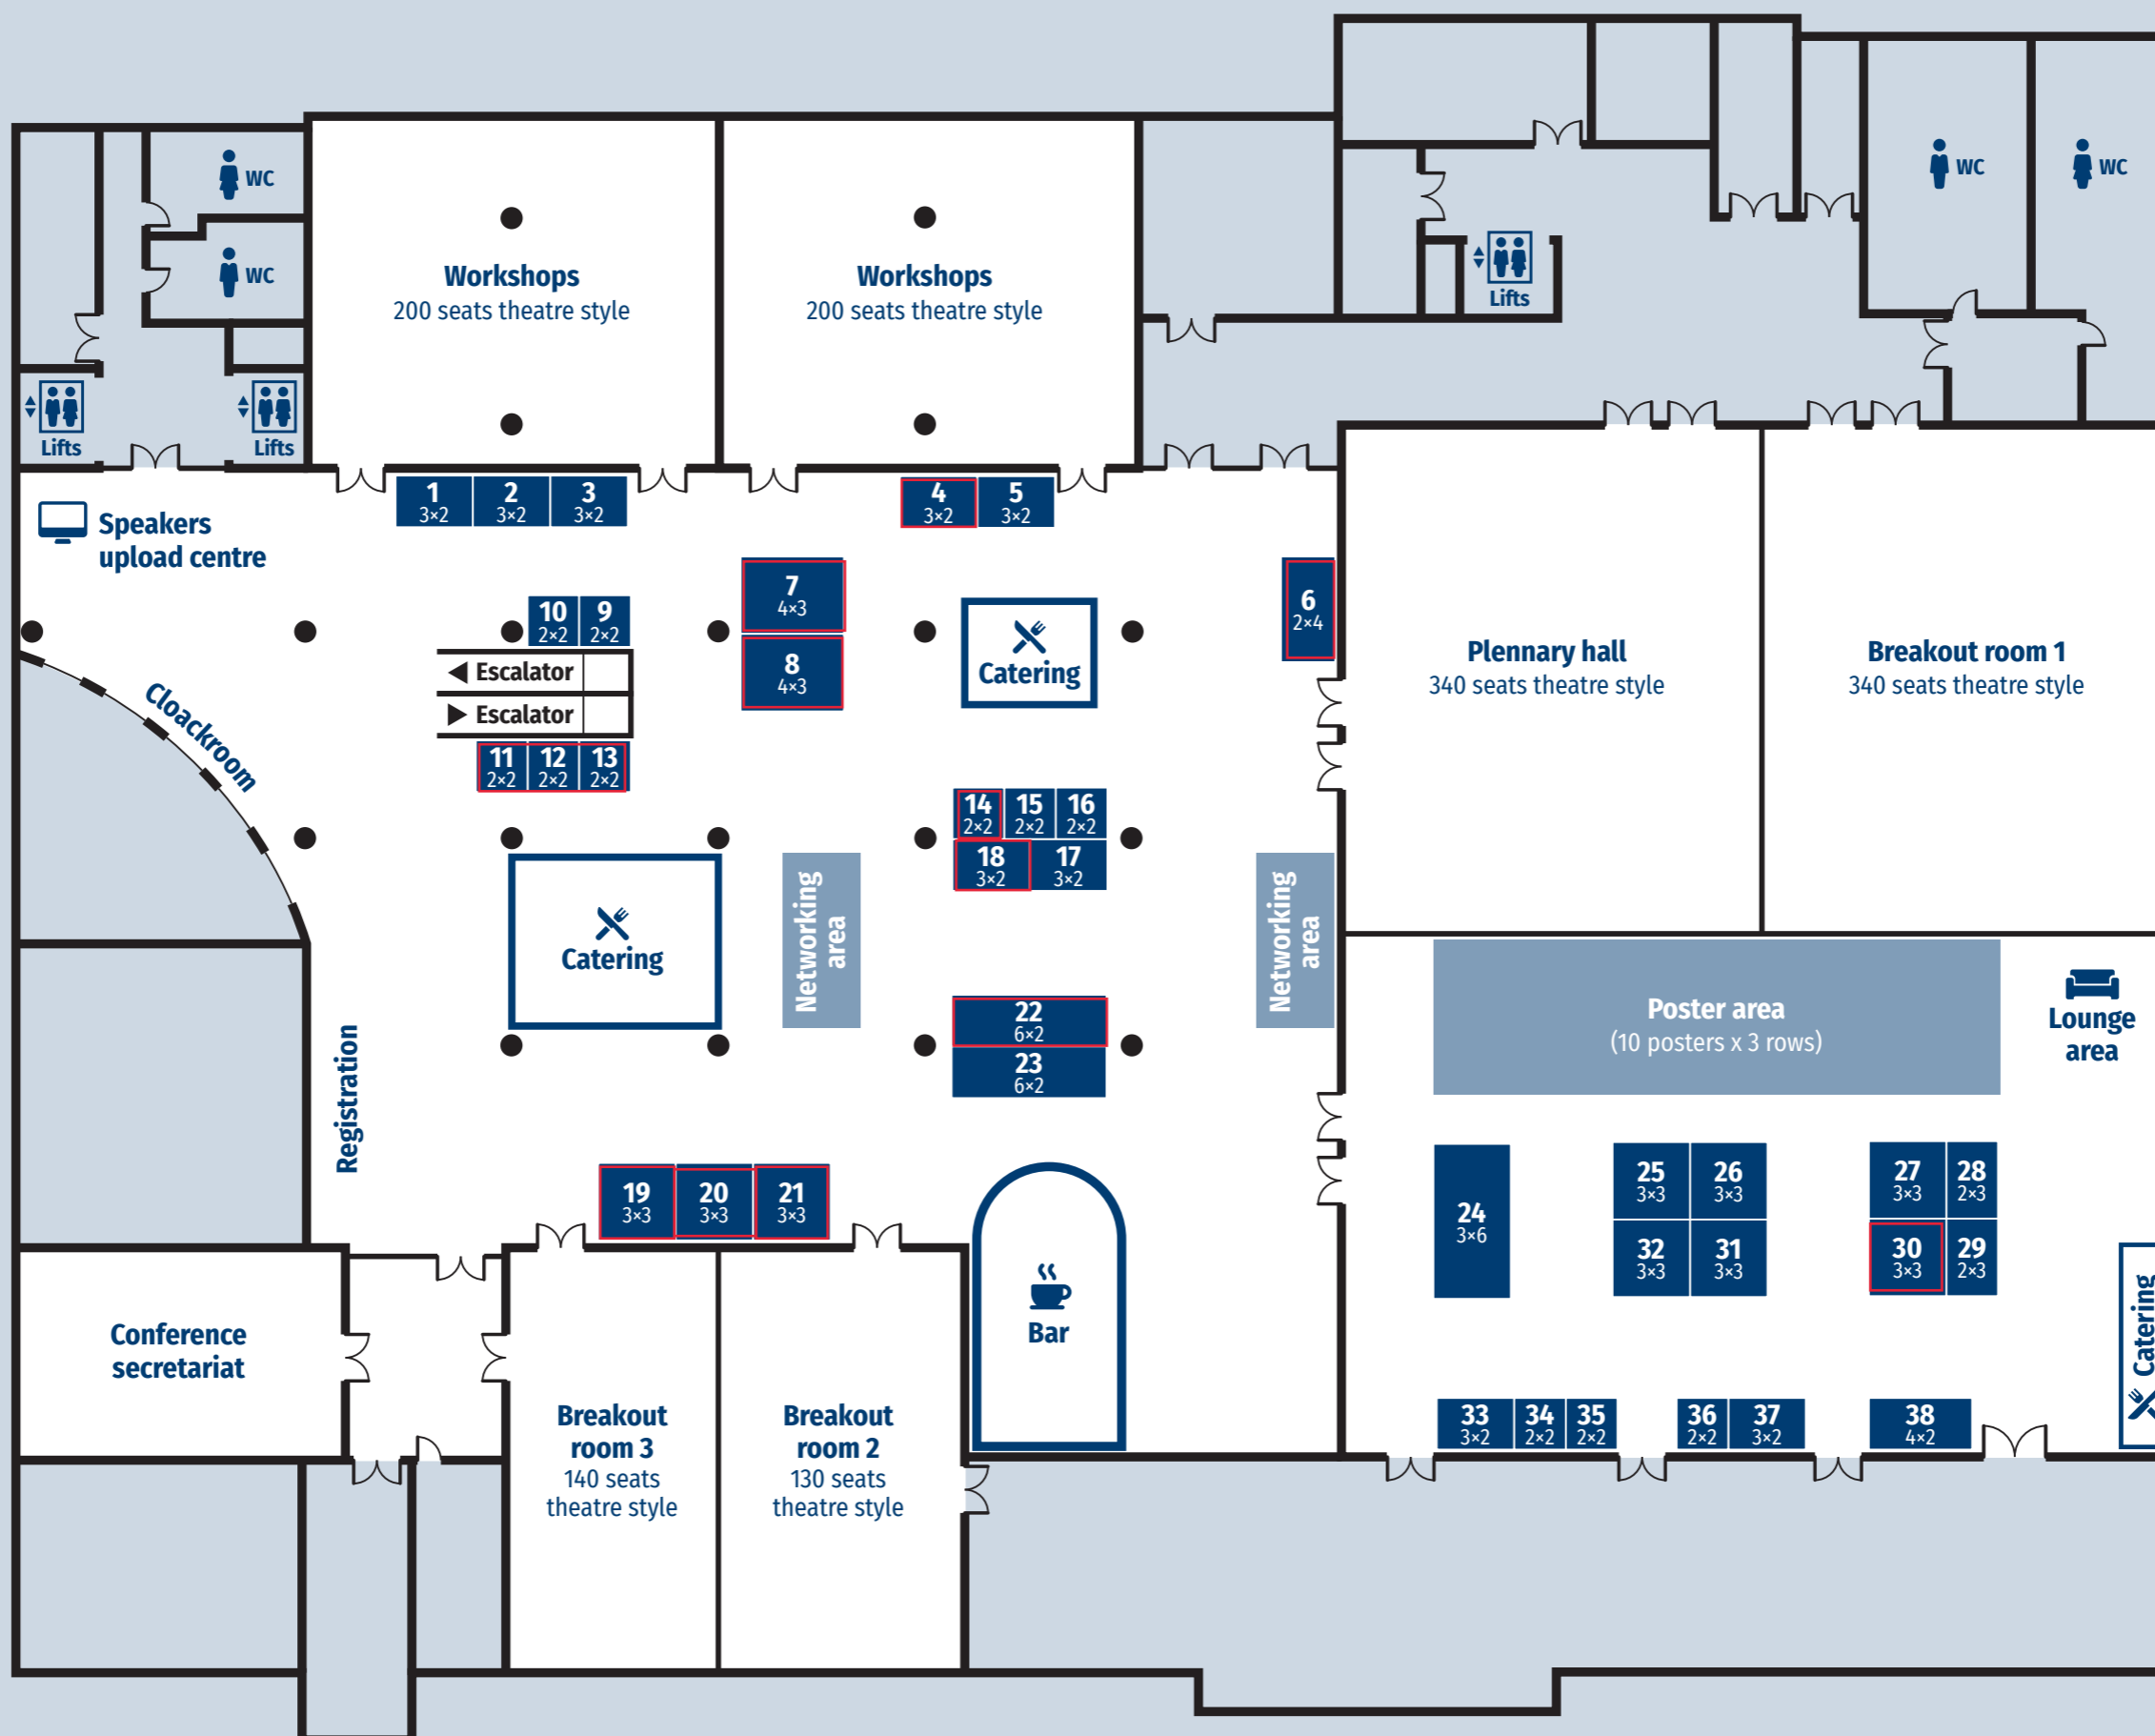 WC
WC
WC
WC
Workshops
200 seats theatre style
Workshops
200 seats theatre style
Lifts
Lifts
Lifts
Speakers
upload centre
1
3×2
2
3×2
3
3×2
4
3×2
5
3×2
6
2×4
7
4×3
8
4×3
10
2×2
9
2×2
Escalator
Escalator
11
2×2
12
2×2
13
2×2
Catering
Cloackroom
Plennary hall
340 seats theatre style
Breakout room 1
340 seats theatre style
14
2×2
15
2×2
16
2×2
18
3×2
17
3×2
Catering
Networking
area
Networking
area
22
6×2
23
6×2
Poster area
(10 posters x 3 rows)
Lounge
area
Registration
19
3×3
20
3×3
21
3×3
24
3×6
25
3×3
26
3×3
32
3×3
31
3×3
27
3×3
28
2×3
30
3×3
29
2×3
Catering
Bar
Conference
secretariat
Breakout
room 3
140 seats
theatre style
Breakout
room 2
130 seats
theatre style
33
3×2
34
2×2
35
2×2
36
2×2
37
3×2
38
4×2